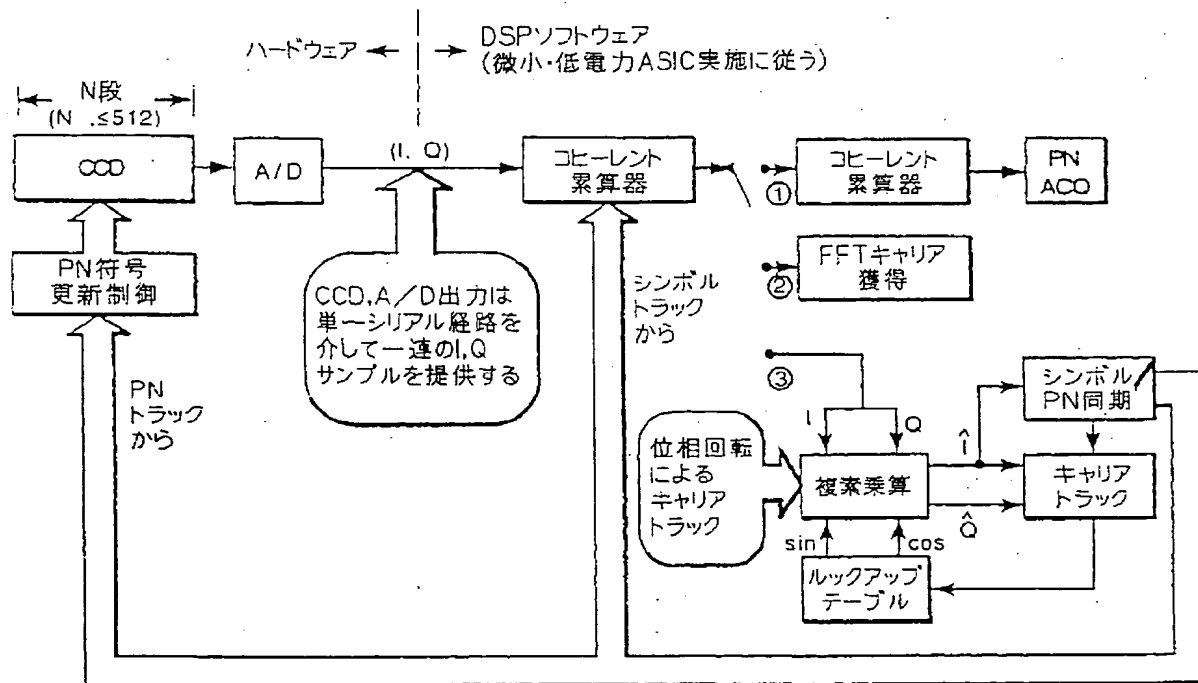 ハードウェア
DSPソフトウェア
(微小・低電力ASIC実施に従う)
N段
(N .≤512)
CCD
A/D
(I, Q)
コヒーレント
累算器
①
コヒーレント
累算器
PN
ACQ
②
FFTキャリア
獲得
PN符号
更新制御
CCD,A/D出力は
単一シリアル経路を
介して一連のI,Q
サンプルを提供する
シンボル
トラック
から
PN
トラック
から
③
I
Q
シンボル
PN同期
位相回転
による
キャリア
トラック
複素乗算
Î
Q̂
キャリア
トラック
sin
cos
ルックアップ
テーブル